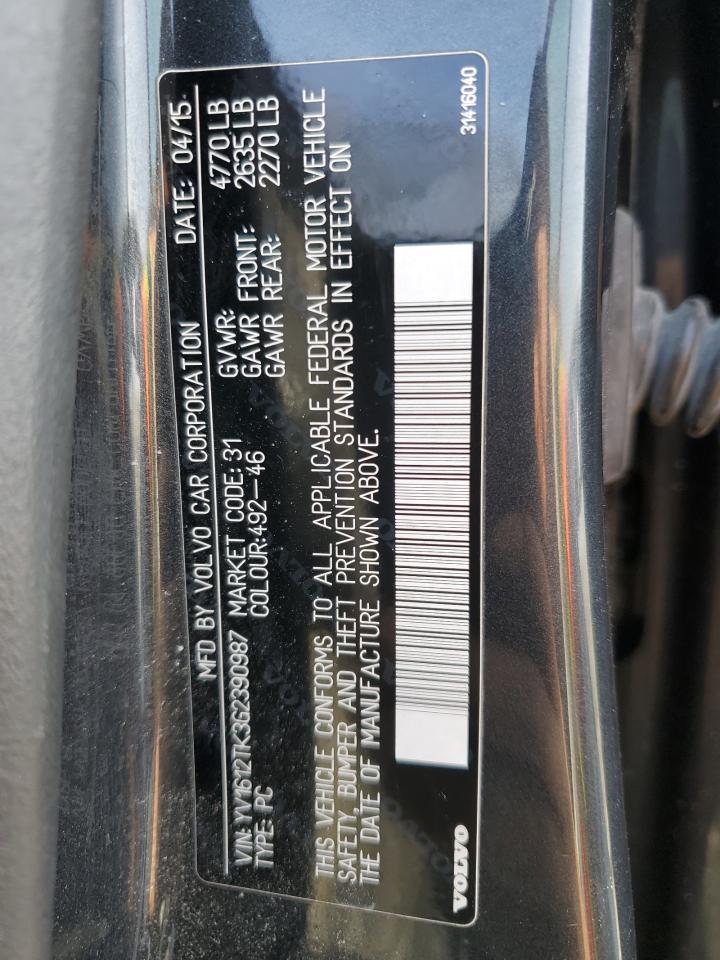 MFD BY VOLVO CAR CORPORATION DATE: 04/15
VIN: YV1612TK3G2390987 MARKET CODE: 31 GVWR: 4770 LB
TYPE: PC COLOUR:492-46 GAWR FRONT: 2635 LB
GAWR REAR: 2270 LB
THIS VEHICLE CONFORMS TO ALL APPLICABLE FEDERAL MOTOR VEHICLE
SAFETY, BUMPER AND THEFT PREVENTION STANDARDS IN EFFECT ON
THE DATE OF MANUFACTURE SHOWN ABOVE.
VOLVO 31416040